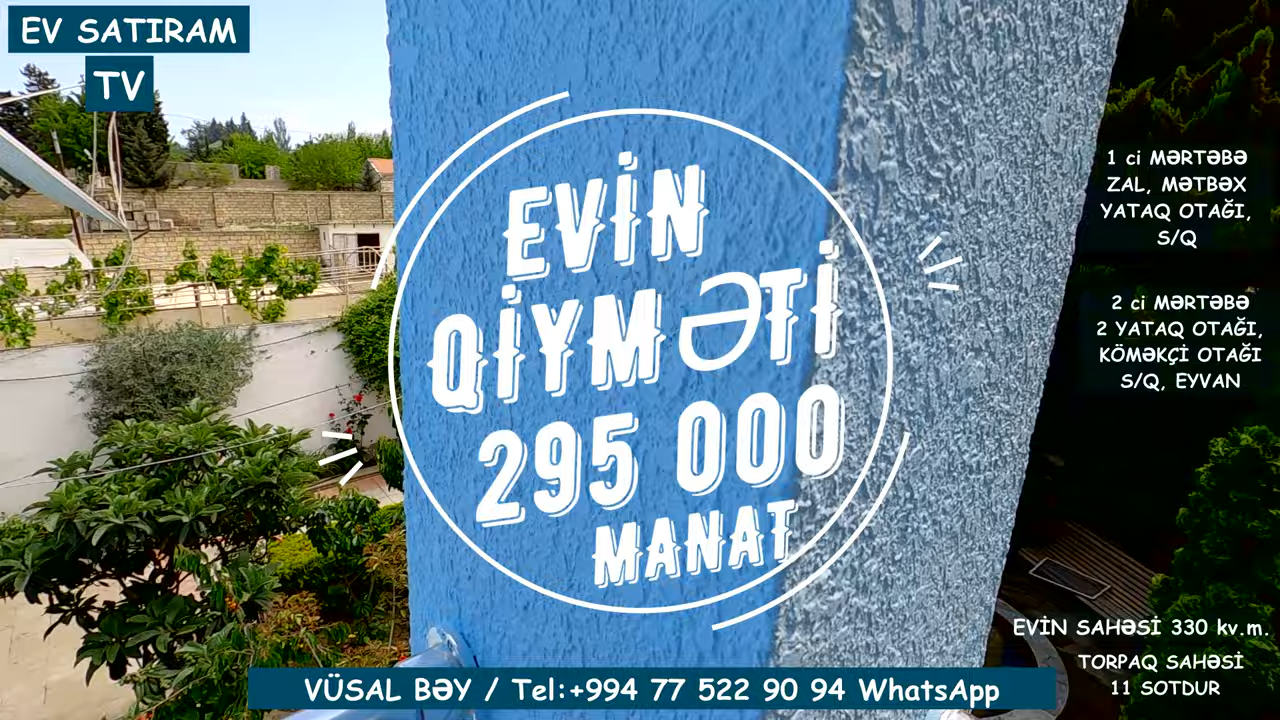 EV SATIRAM
TV
EVİN
QİYMƏTİ
295 000
MANAT
1 ci MƏRTƏBƏ
ZAL, MƏTBƏX
YATAQ OTAĞI,
S/Q
2 ci MƏRTƏBƏ
2 YATAQ OTAĞI,
KÖMƏKÇİ OTAĞI
S/Q, EYVAN
EVİN SAHƏSİ 330 kv.m.
TORPAQ SAHƏSİ
11 SOTDUR
VÜSAL BƏY / Tel:+994 77 522 90 94 WhatsApp